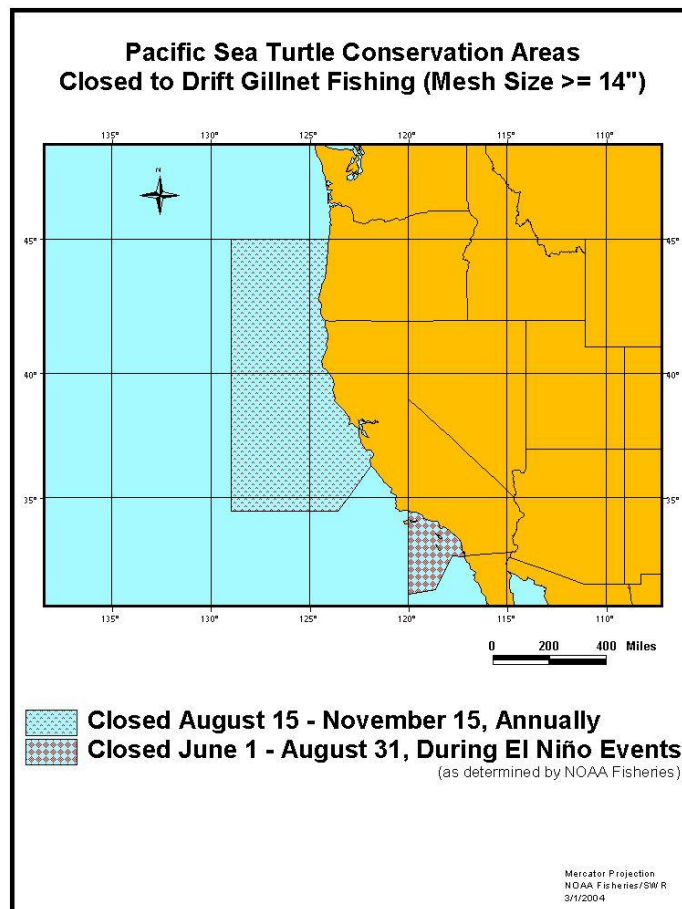 Pacific Sea Turtle Conservation Areas
Closed to Drift Gillnet Fishing (Mesh Size >= 14")
135° 130° 125° 120° 115° 110°
N
45° 45°
40° 40°
35° 35°
135° 130° 125° 120° 115° 110°
0 200 400 Miles
Closed August 15 - November 15, Annually
Closed June 1 - August 31, During El Niño Events
(as determined by NOAA Fisheries)
Mercator Projection
NOAA Fisheries/SWR
3/1/2004